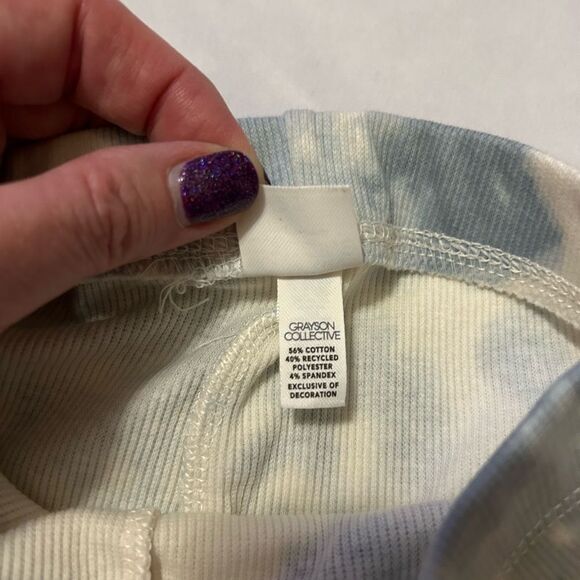 GRAYSON
COLLECTIVE
56% COTTON
40% RECYCLED
POLYESTER
4% SPANDEX
EXCLUSIVE OF
DECORATION